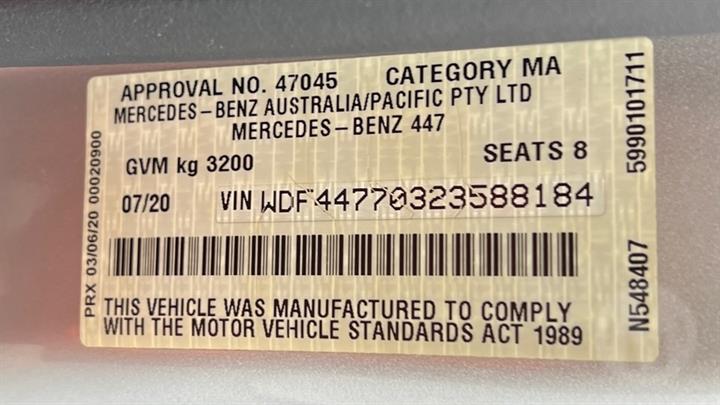 APPROVAL NO. 47045 CATEGORY MA
MERCEDES-BENZ AUSTRALIA/PACIFIC PTY LTD
MERCEDES-BENZ 447
GVM kg 3200 SEATS 8
07/20 VIN WDF44770323588184
THIS VEHICLE WAS MANUFACTURED TO COMPLY
WITH THE MOTOR VEHICLE STANDARDS ACT 1989
PRX 03/06/20 00020900
5990101711
N548407